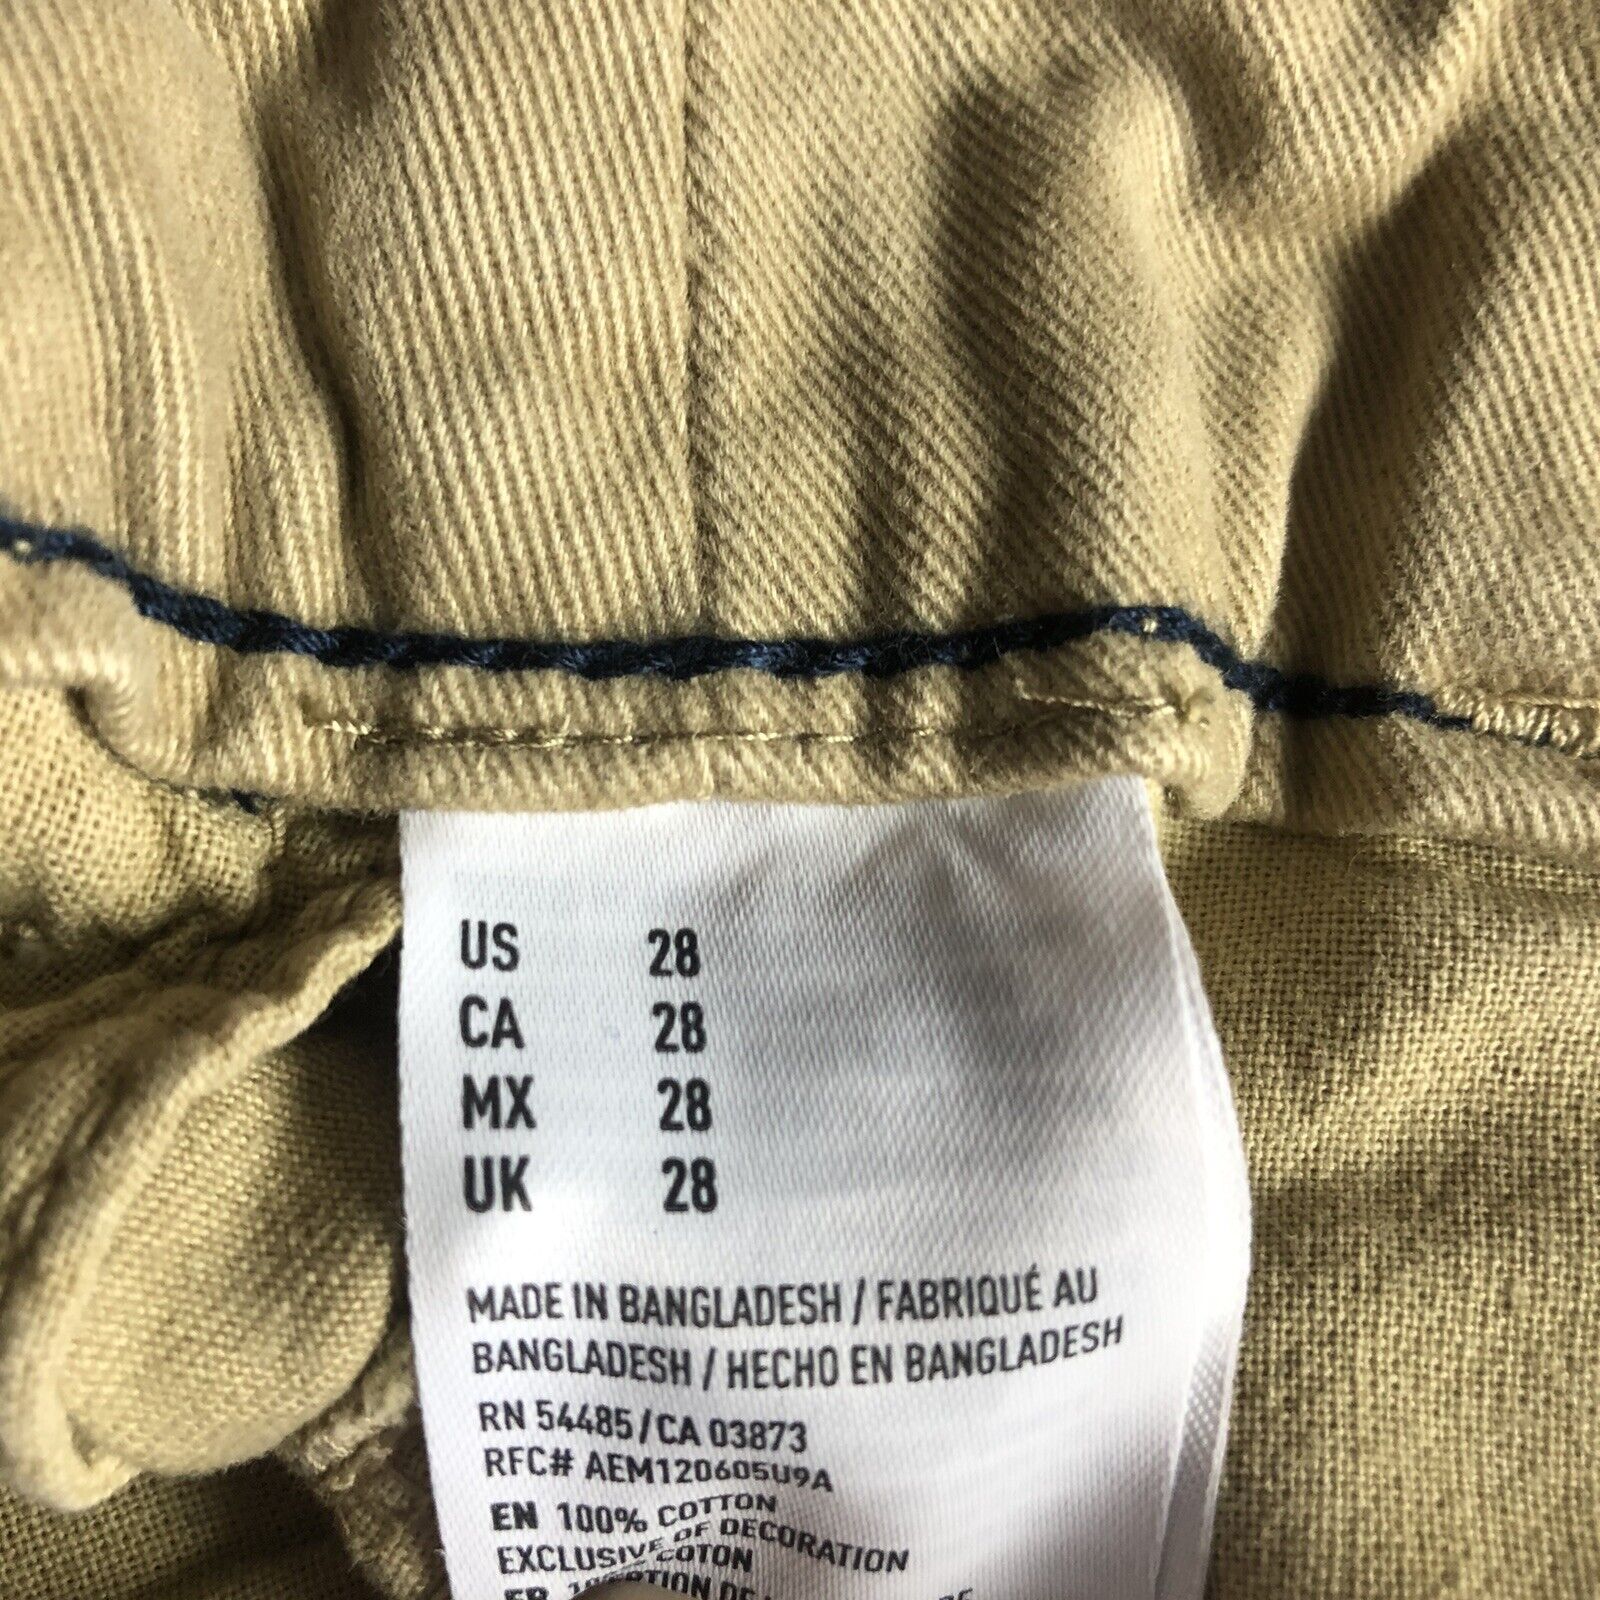 US 28
CA 28
MX 28
UK 28
MADE IN BANGLADESH / FABRIQUÉ AU
BANGLADESH / HECHO EN BANGLADESH
RN 54485 / CA 03873
RFC# AEM120605U9A
EN 100% COTTON
EXCLUSIVE OF DECORATION
COTON